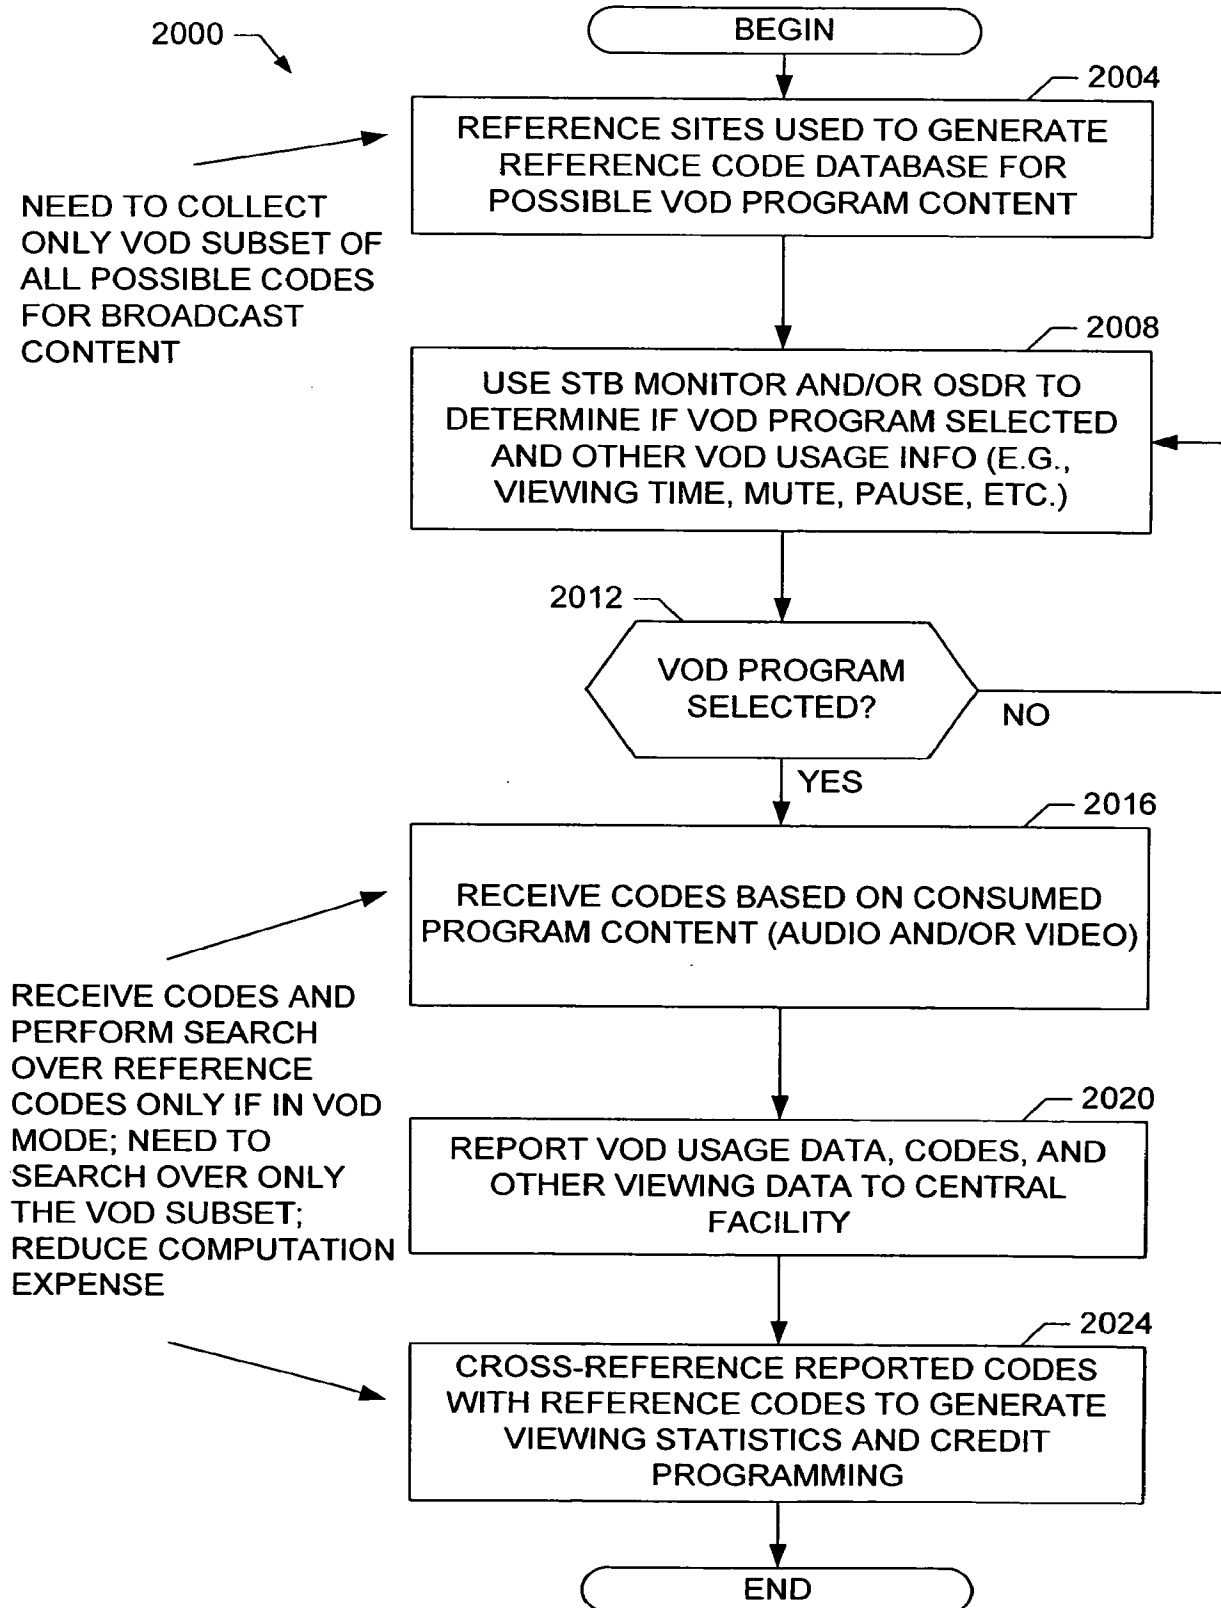 2000
BEGIN
2004
REFERENCE SITES USED TO GENERATE
REFERENCE CODE DATABASE FOR
POSSIBLE VOD PROGRAM CONTENT
NEED TO COLLECT
ONLY VOD SUBSET OF
ALL POSSIBLE CODES
FOR BROADCAST
CONTENT
2008
USE STB MONITOR AND/OR OSDR TO
DETERMINE IF VOD PROGRAM SELECTED
AND OTHER VOD USAGE INFO (E.G.,
VIEWING TIME, MUTE, PAUSE, ETC.)
2012
VOD PROGRAM
SELECTED?
NO
YES
2016
RECEIVE CODES BASED ON CONSUMED
PROGRAM CONTENT (AUDIO AND/OR VIDEO)
RECEIVE CODES AND
PERFORM SEARCH
OVER REFERENCE
CODES ONLY IF IN VOD
MODE; NEED TO
SEARCH OVER ONLY
THE VOD SUBSET;
REDUCE COMPUTATION
EXPENSE
2020
REPORT VOD USAGE DATA, CODES, AND
OTHER VIEWING DATA TO CENTRAL
FACILITY
2024
CROSS-REFERENCE REPORTED CODES
WITH REFERENCE CODES TO GENERATE
VIEWING STATISTICS AND CREDIT
PROGRAMMING
END